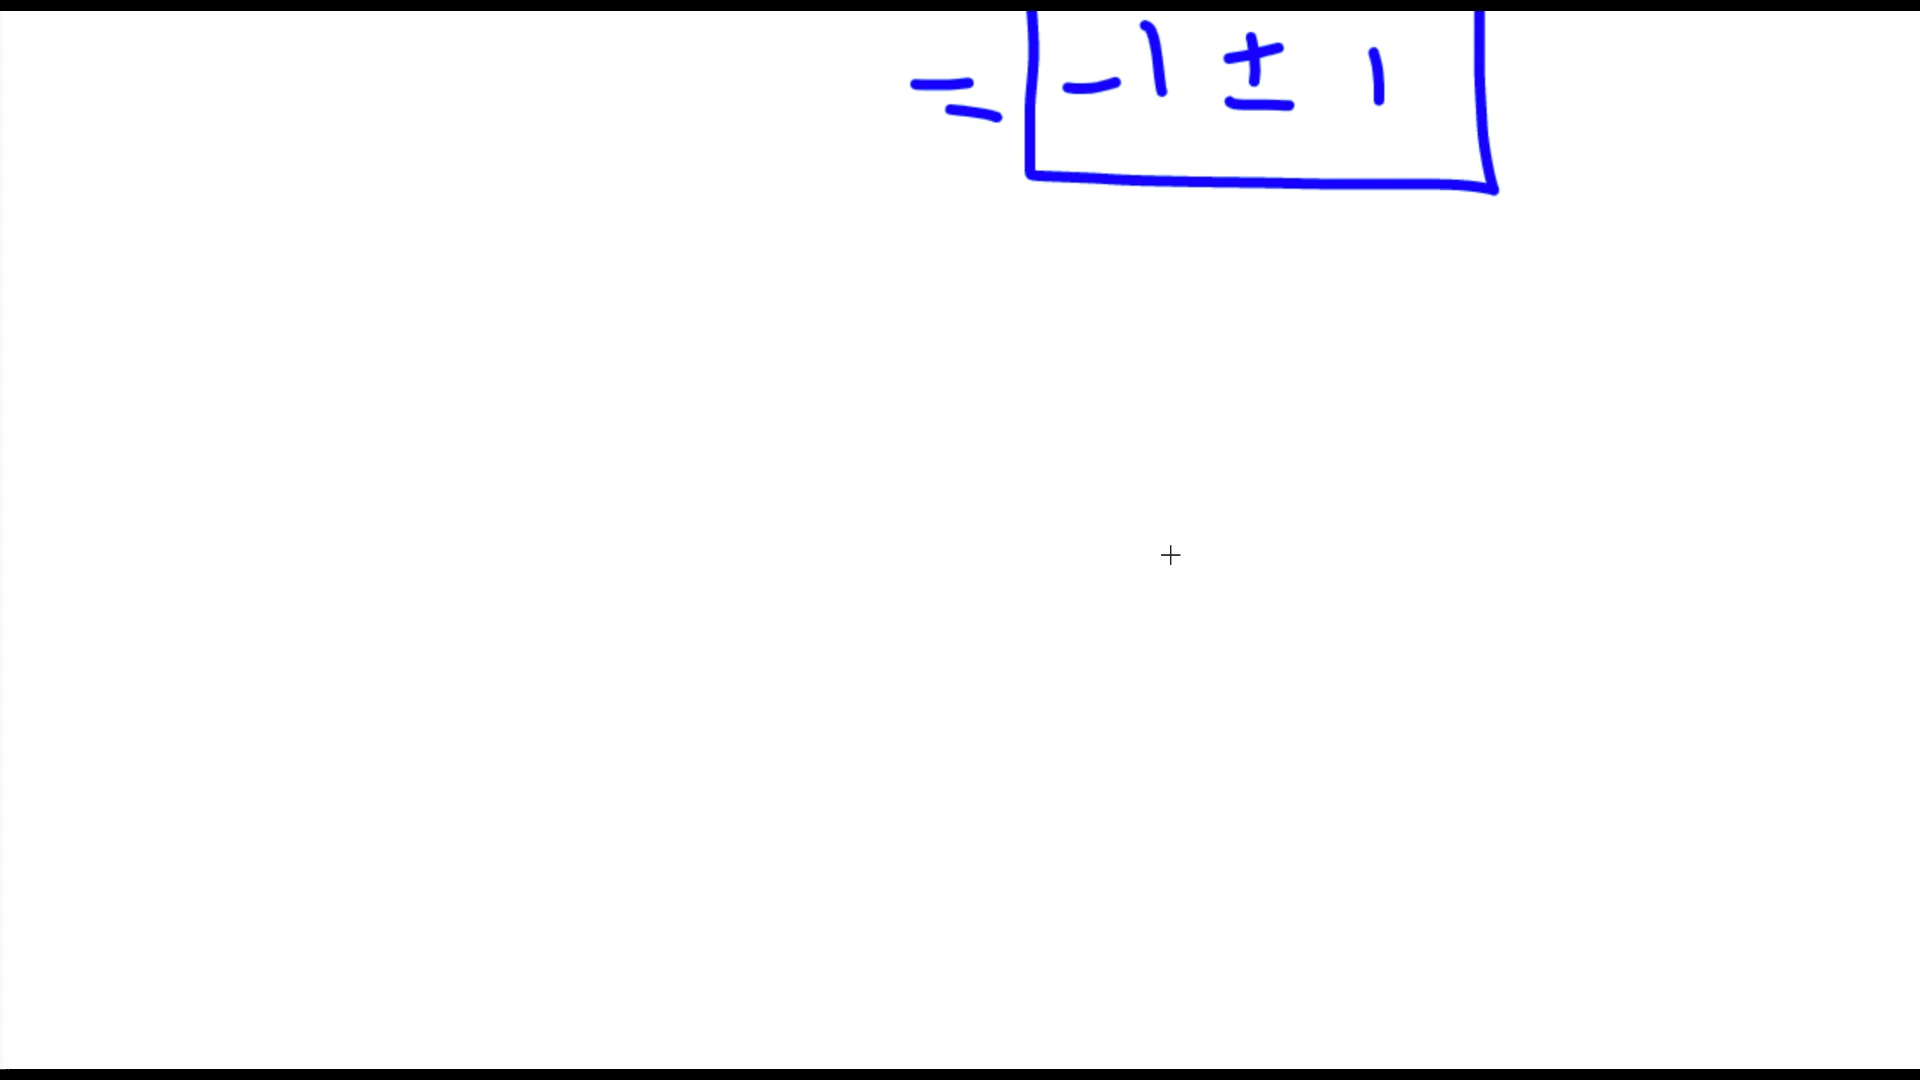 = -1 ± 1